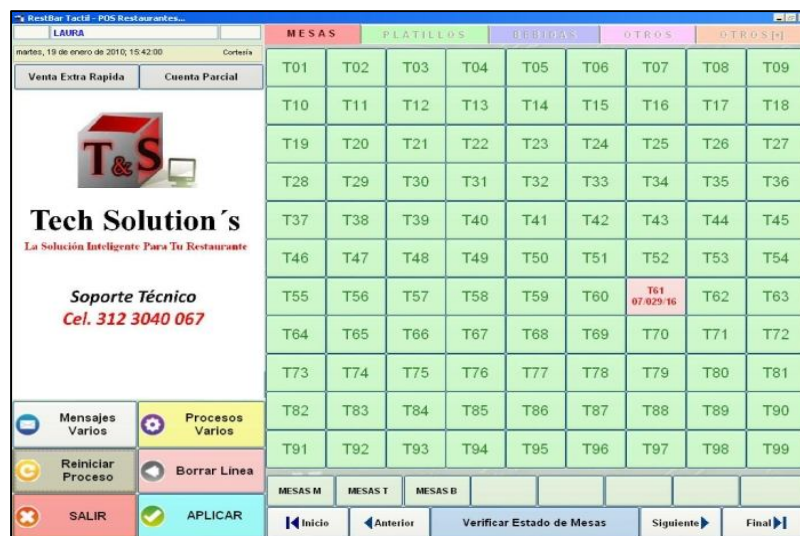 RestBar Tactil - POS Restaurantes...
LAURA
martes, 19 de enero de 2010; 15:42:00 Cortesía
Venta Extra Rapida Cuenta Parcial
T&S
Tech Solution´s
La Solución Inteligente Para Tu Restaurante
Soporte Técnico
Cel. 312 3040 067
Mensajes Varios
Procesos Varios
Reiniciar Proceso
Borrar Línea
SALIR
APLICAR
MESAS PLATILLOS BEBIDAS OTROS OTROS[+]
T01 T02 T03 T04 T05 T06 T07 T08 T09
T10 T11 T12 T13 T14 T15 T16 T17 T18
T19 T20 T21 T22 T23 T24 T25 T26 T27
T28 T29 T30 T31 T32 T33 T34 T35 T36
T37 T38 T39 T40 T41 T42 T43 T44 T45
T46 T47 T48 T49 T50 T51 T52 T53 T54
T55 T56 T57 T58 T59 T60 T61 07/029/16 T62 T63
T64 T65 T66 T67 T68 T69 T70 T71 T72
T73 T74 T75 T76 T77 T78 T79 T80 T81
T82 T83 T84 T85 T86 T87 T88 T89 T90
T91 T92 T93 T94 T95 T96 T97 T98 T99
MESAS M MESAS T MESAS B
Inicio Anterior Verificar Estado de Mesas Siguiente Final